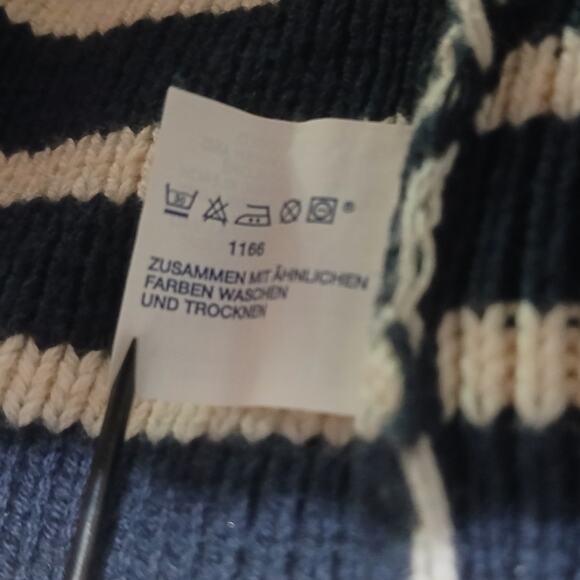 1166
ZUSAMMEN MIT ÄHNLICHEN
FARBEN WASCHEN
UND TROCKNEN